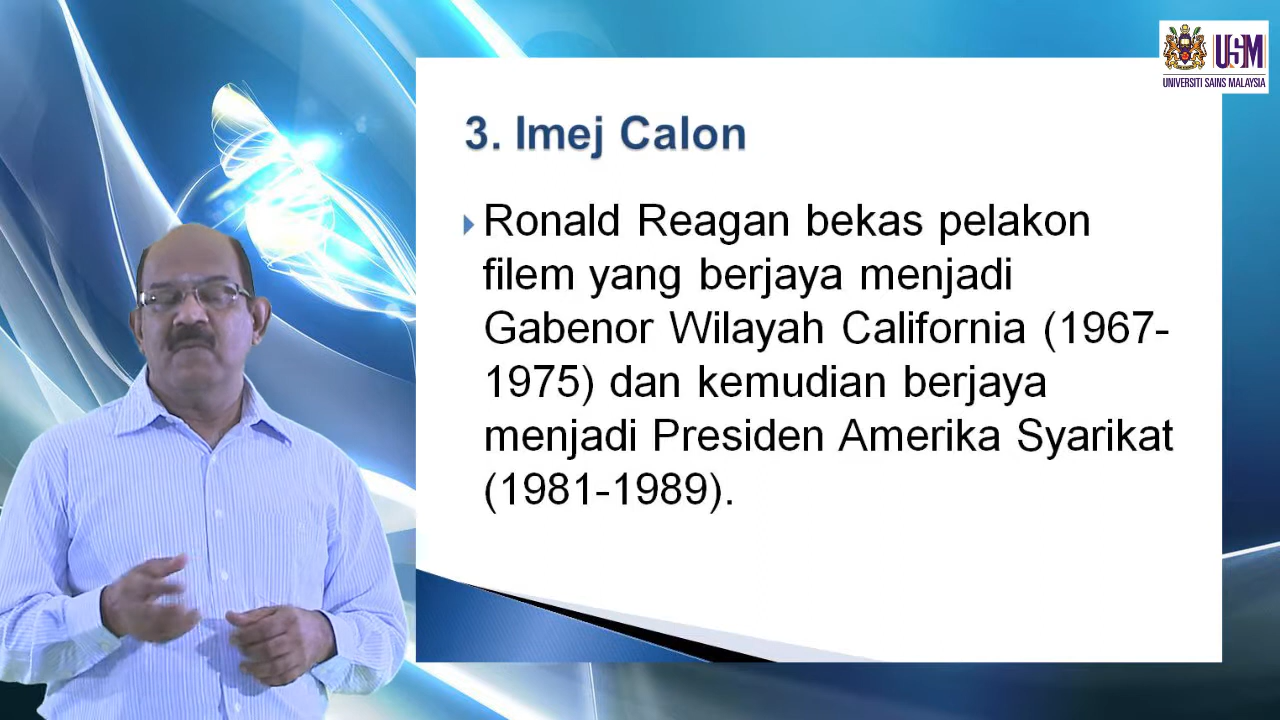 USM
UNIVERSITI SAINS MALAYSIA
3. Imej Calon
Ronald Reagan bekas pelakon
filem yang berjaya menjadi
Gabenor Wilayah California (1967-
1975) dan kemudian berjaya
menjadi Presiden Amerika Syarikat
(1981-1989).